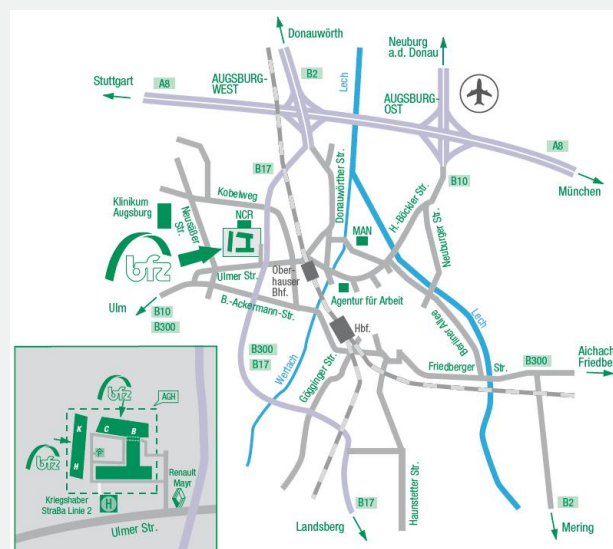 Donauwörth
Neuburg
a.d. Donau
B2
Stuttgart
A8
AUGSBURG-
WEST
Lech
AUGSBURG-
OST
A8
München
B17
B10
Klinikum
Augsburg
Neusäßer
Str.
Kobelweg
NCR
Donauwörther Str.
MAN
H.-Böckler Str.
Neuburger Str.
bfz
Ulmer Str.
Ober-
hauser
Bhf.
Agentur für Arbeit
Ulm
B10
B300
B.-Ackermann-Str.
Hbf.
Berliner Allee
Lech
B300
B17
Wertach
Gögginger Str.
Friedberger
Str.
B300
Aichach
Friedbe
Haunstetter Str.
B17
Landsberg
B2
Mering
bfz
AGH
K
C
B
P
bfz
H
Renault
Mayr
Kriegshaber
StraBa Linie 2
H
Ulmer Str.